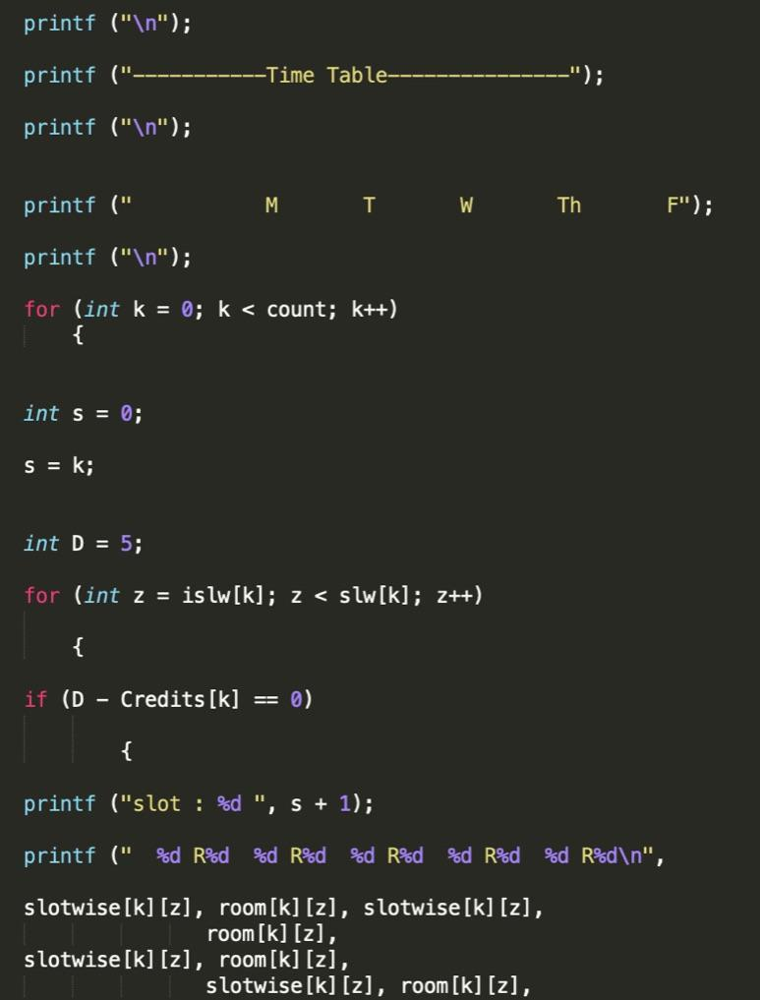 printf ("\n");
printf ("-----------Time Table---------------");
printf ("\n");
printf ("           M       T       W       Th       F");
printf ("\n");
for (int k = 0; k < count; k++)
    {
int s = 0;
s = k;
int D = 5;
for (int z = islw[k]; z < slw[k]; z++)
    {
if (D - Credits[k] == 0)
        {
printf ("slot : %d ", s + 1);
printf ("  %d R%d  %d R%d  %d R%d  %d R%d  %d R%d\n",
slotwise[k][z], room[k][z], slotwise[k][z],
               room[k][z],
slotwise[k][z], room[k][z],
               slotwise[k][z], room[k][z],